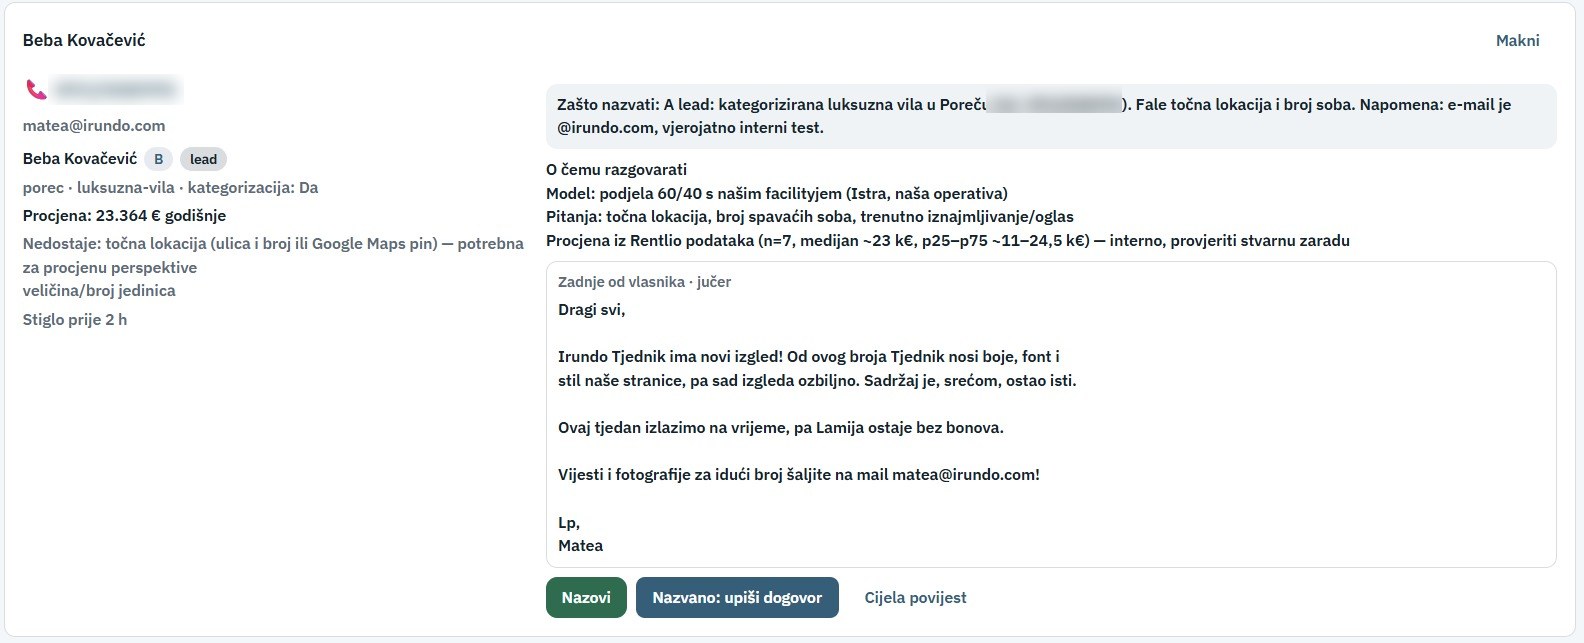 Beba Kovačević
Makni
matea@irundo.com
Beba Kovačević B lead
porec · luksuzna-vila · kategorizacija: Da
Procjena: 23.364 € godišnje
Nedostaje: točna lokacija (ulica i broj ili Google Maps pin) — potrebna
za procjenu perspektive
veličina/broj jedinica
Stiglo prije 2 h
Zašto nazvati: A lead: kategorizirana luksuzna vila u Poreču ). Fale točna lokacija i broj soba. Napomena: e-mail je
@irundo.com, vjerojatno interni test.
O čemu razgovarati
Model: podjela 60/40 s našim facilityjem (Istra, naša operativa)
Pitanja: točna lokacija, broj spavaćih soba, trenutno iznajmljivanje/oglas
Procjena iz Rentlio podataka (n=7, medijan ~23 k€, p25–p75 ~11–24,5 k€) — interno, provjeriti stvarnu zaradu
Zadnje od vlasnika · jučer
Dragi svi,
Irundo Tjednik ima novi izgled! Od ovog broja Tjednik nosi boje, font i
stil naše stranice, pa sad izgleda ozbiljno. Sadržaj je, srećom, ostao isti.
Ovaj tjedan izlazimo na vrijeme, pa Lamija ostaje bez bonova.
Vijesti i fotografije za idući broj šaljite na mail matea@irundo.com!
Lp,
Matea
Nazovi
Nazvano: upiši dogovor
Cijela povijest